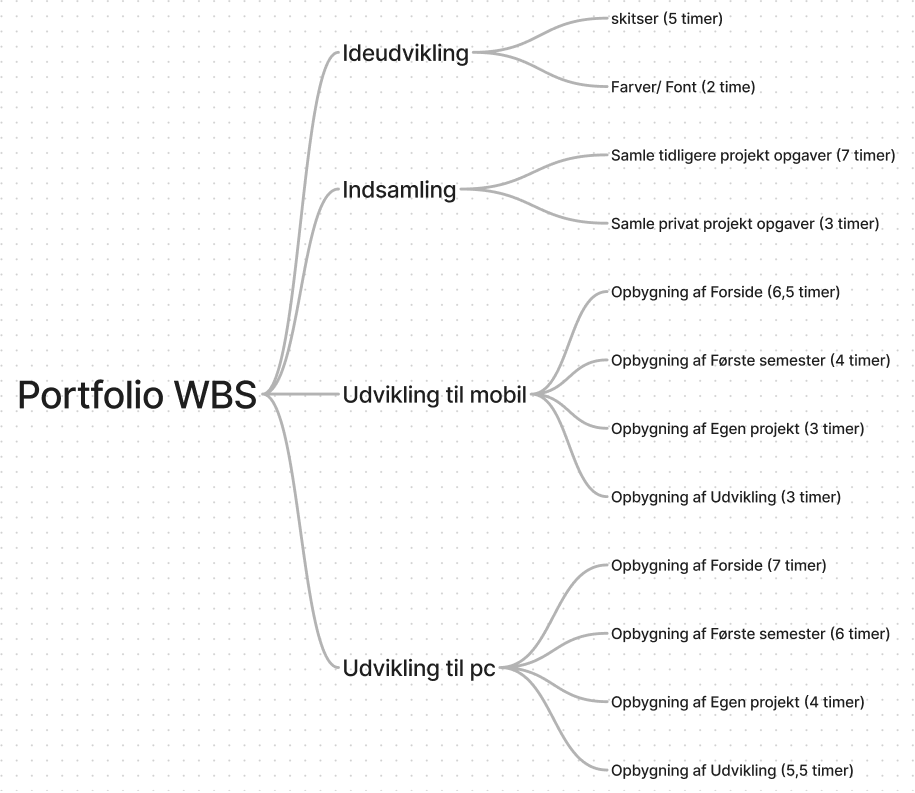 Portfolio WBS
Ideudvikling
skitser (5 timer)
Farver/ Font (2 time)
Indsamling
Samle tidligere projekt opgaver (7 timer)
Samle privat projekt opgaver (3 timer)
Udvikling til mobil
Opbygning af Forside (6,5 timer)
Opbygning af Første semester (4 timer)
Opbygning af Egen projekt (3 timer)
Opbygning af Udvikling (3 timer)
Udvikling til pc
Opbygning af Forside (7 timer)
Opbygning af Første semester (6 timer)
Opbygning af Egen projekt (4 timer)
Opbygning af Udvikling (5,5 timer)